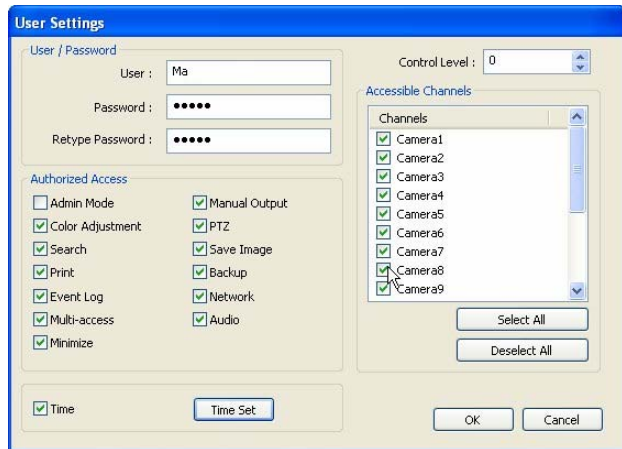 User Settings
User / Password
User :
Ma
Password :
•••••
Retype Password :
•••••
Authorized Access
Admin Mode
Manual Output
Color Adjustment
PTZ
Search
Save Image
Print
Backup
Event Log
Network
Multi-access
Audio
Minimize
Time
Time Set
Control Level :
0
Accessible Channels
Channels
Camera1
Camera2
Camera3
Camera4
Camera5
Camera6
Camera7
Camera8
Camera9
Select All
Deselect All
OK
Cancel